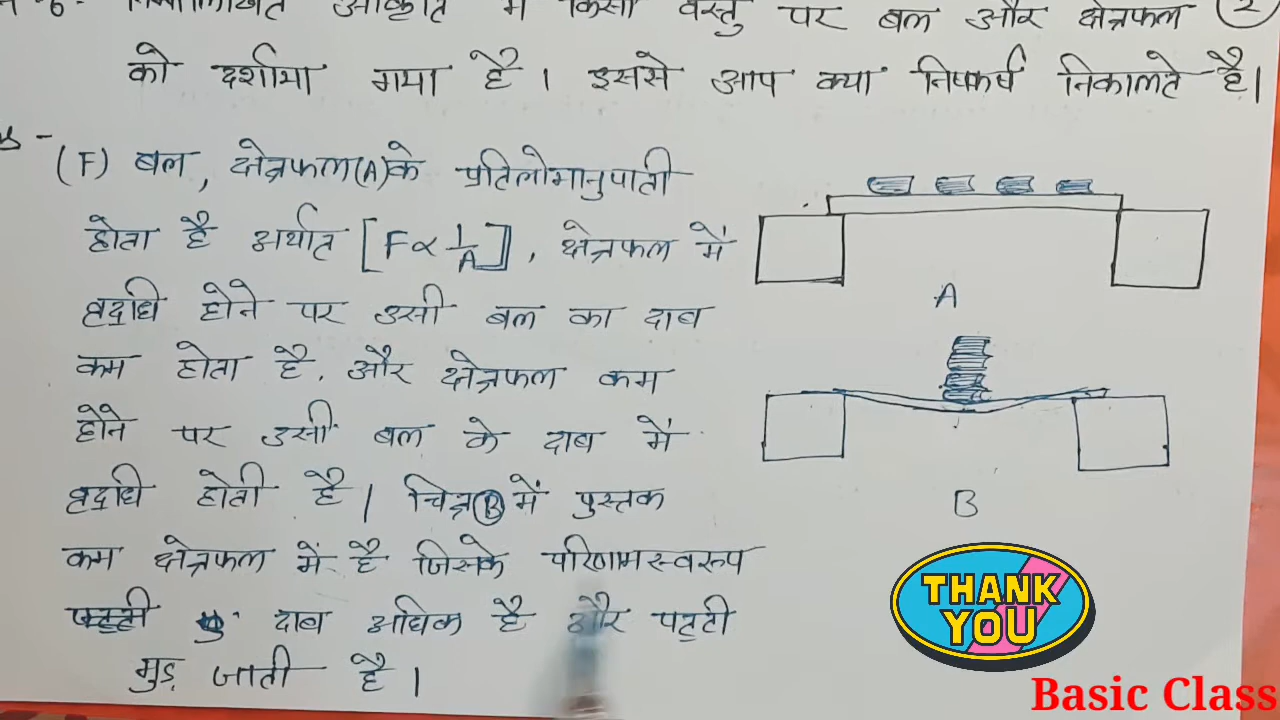 निम्नलिखित आकृति में किसी वस्तु पर बल और क्षेत्रफल (2
को दर्शाया गया है। इससे आप क्या निष्कर्ष निकालते है।
(F) बल, क्षेत्रफल(A)के प्रतिलोमानुपाती
होता है अर्थात [F∝ 1/A], क्षेत्रफल में
वृद्धि होने पर उसी बल का दाब
कम होता है. और क्षेत्रफल कम
होने पर उसी बल के दाब में
वृद्धि होती है। चित्र (B) में पुस्तक
कम क्षेत्रफल में है जिसके परिणामस्वरुप
दाब अधिक है और पट्टी
मुड़ जाती है।
A
B
THANK
YOU
Basic Class